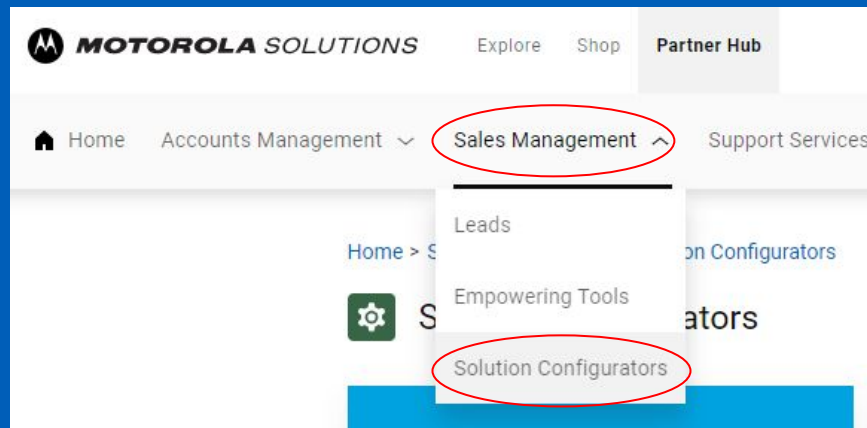 MOTOROLA SOLUTIONS Explore Shop Partner Hub
Home Accounts Management Sales Management Support Services
Leads
Home > S on Configurators
Empowering Tools
S ators
Solution Configurators